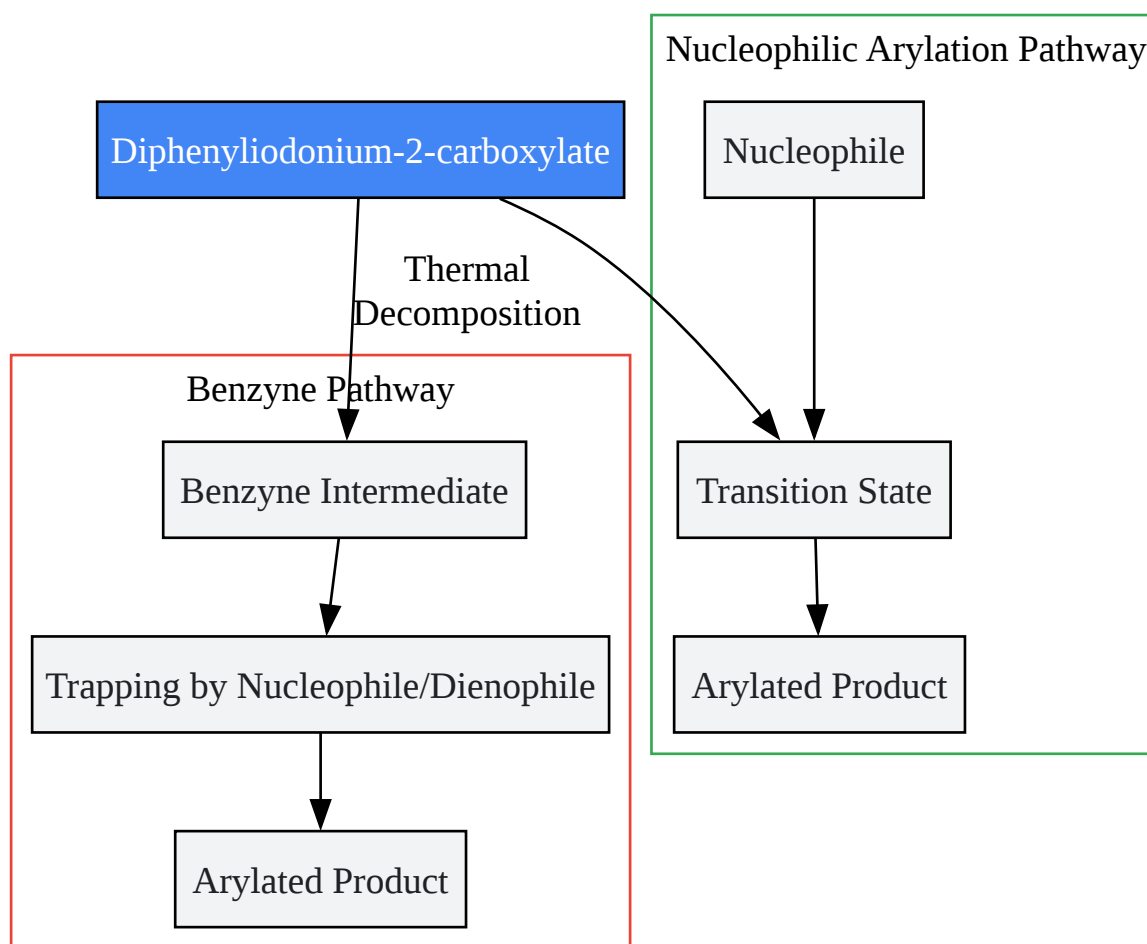 Nucleophilic Arylation Pathway
Diphenyliodonium-2-carboxylate
Nucleophile
Thermal
Decomposition
Benzyne Pathway
Benzyne Intermediate
Transition State
Trapping by Nucleophile/Dienophile
Arylated Product
Arylated Product